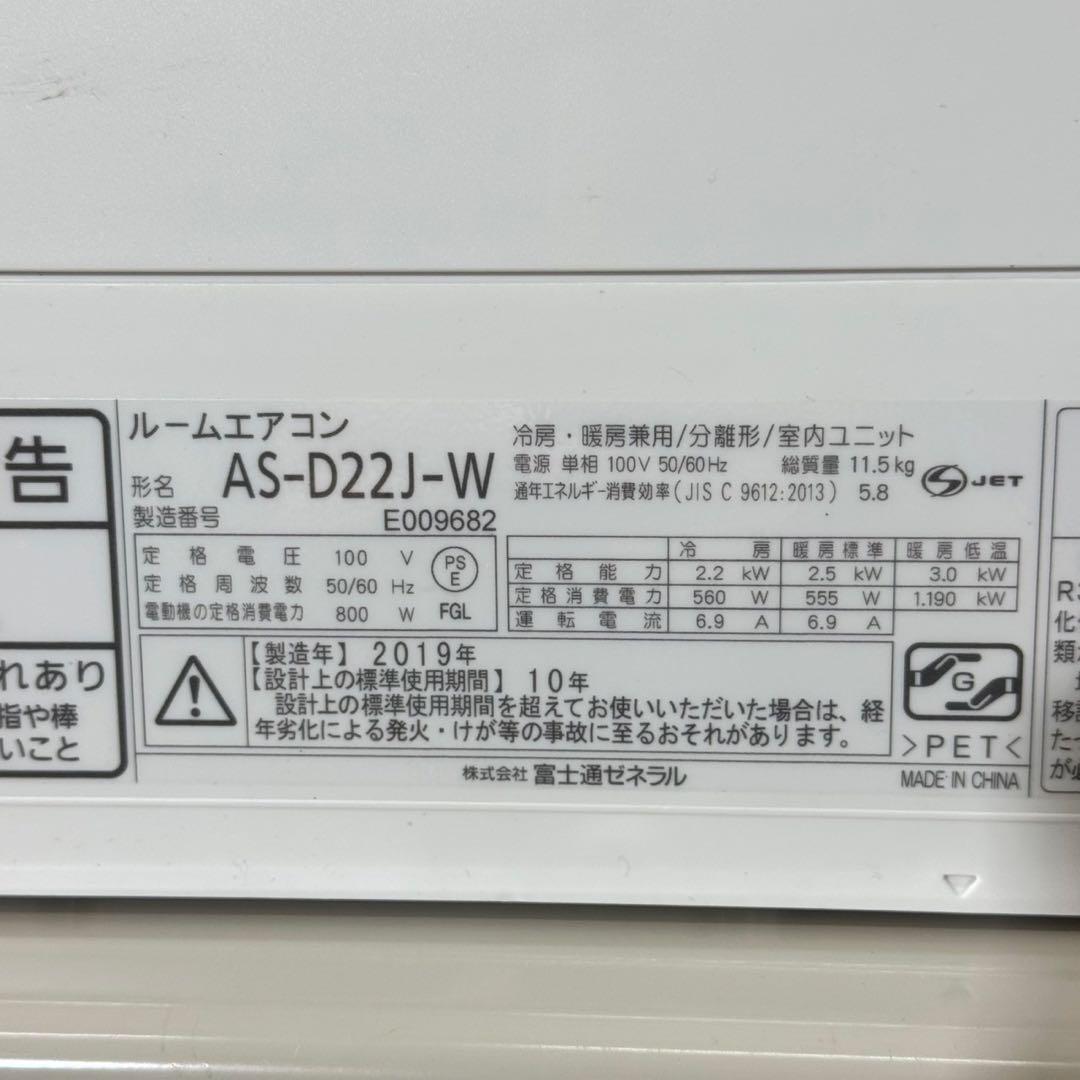 告
れあり
指や棒
いこと
ルームエアコン
形名 AS-D22J-W
製造番号 E009682
冷房・暖房兼用/分離形/室内ユニット
電源 単相 100V 50/60Hz 総質量 11.5kg
通年エネルギー消費効率(JIS C 9612:2013) 5.8
JET
定格電圧 100 V
定格周波数 50/60 Hz
電動機の定格消費電力 800 W
PS
E
FGL
冷房 暖房標準 暖房低温
定格能力 2.2 kW 2.5 kW 3.0 kW
定格消費電力 560 W 555 W 1.190 kW
運転電流 6.9 A 6.9 A
【製造年】2019年
【設計上の標準使用期間】10年
設計上の標準使用期間を超えてお使いいただいた場合は、経
年劣化による発火・けが等の事故に至るおそれがあります。
G
>PET<
株式会社 富士通ゼネラル
MADE IN CHINA
化
類
移
た
が必